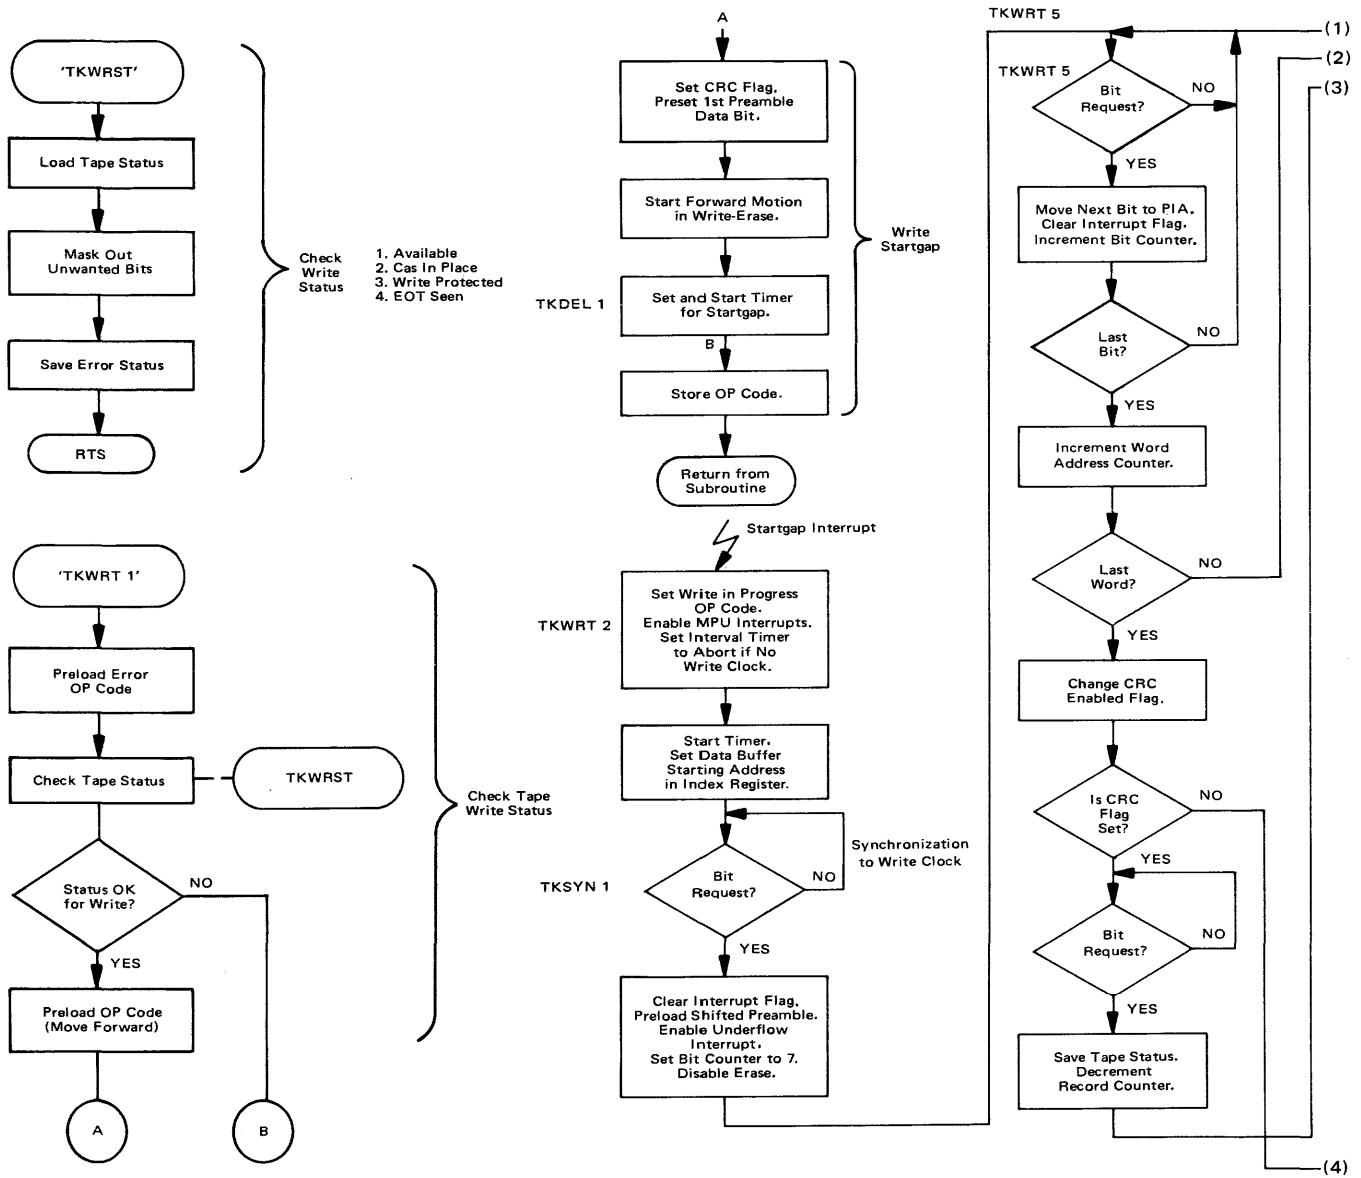 'TKWRST'
Load Tape Status
Mask Out
Unwanted Bits
Save Error Status
RTS
Check
Write
Status
1. Available
2. Cas In Place
3. Write Protected
4. EOT Seen
'TKWRT 1'
Preload Error
OP Code
Check Tape Status
TKWRST
Status OK
for Write?
NO
YES
Preload OP Code
(Move Forward)
A
B
Check Tape
Write Status
A
Set CRC Flag.
Preset 1st Preamble
Data Bit.
Start Forward Motion
in Write-Erase.
TKDEL 1
Set and Start Timer
for Startgap.
B
Store OP Code.
Write
Startgap
Return from
Subroutine
Startgap Interrupt
TKWRT 2
Set Write in Progress
OP Code.
Enable MPU Interrupts.
Set Interval Timer
to Abort if No
Write Clock.
Start Timer.
Set Data Buffer
Starting Address
in Index Register.
Synchronization
to Write Clock
TKSYN 1
Bit
Request?
NO
YES
Clear Interrupt Flag.
Preload Shifted Preamble.
Enable Underflow
Interrupt.
Set Bit Counter to 7.
Disable Erase.
TKWRT 5
(1)
(2)
(3)
TKWRT 5
Bit
Request?
NO
YES
Move Next Bit to PIA.
Clear Interrupt Flag.
Increment Bit Counter.
Last
Bit?
NO
YES
Increment Word
Address Counter.
Last
Word?
NO
YES
Change CRC
Enabled Flag.
Is CRC
Flag
Set?
NO
YES
Bit
Request?
NO
YES
Save Tape Status.
Decrement
Record Counter.
(4)